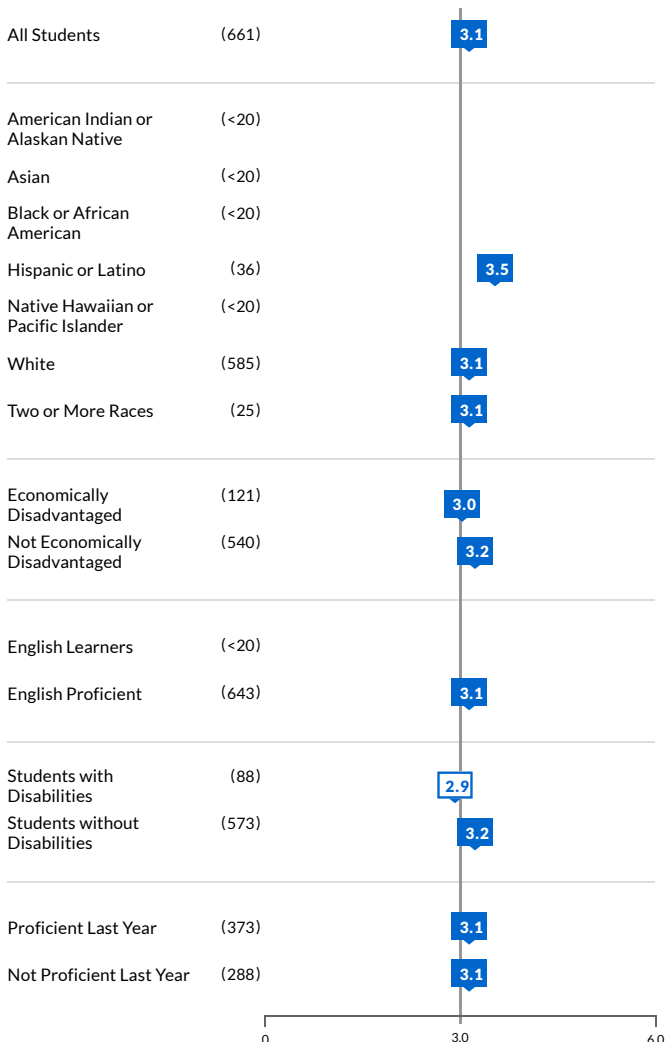 All Students (661) 3.1
American Indian or (<20)
Alaskan Native
Asian (<20)
Black or African (<20)
American
Hispanic or Latino (36) 3.5
Native Hawaiian or (<20)
Pacific Islander
White (585) 3.1
Two or More Races (25) 3.1
Economically (121) 3.0
Disadvantaged
Not Economically (540) 3.2
Disadvantaged
English Learners (<20)
English Proficient (643) 3.1
Students with (88) 2.9
Disabilities
Students without (573) 3.2
Disabilities
Proficient Last Year (373) 3.1
Not Proficient Last Year (288) 3.1
0 3.0 6.0